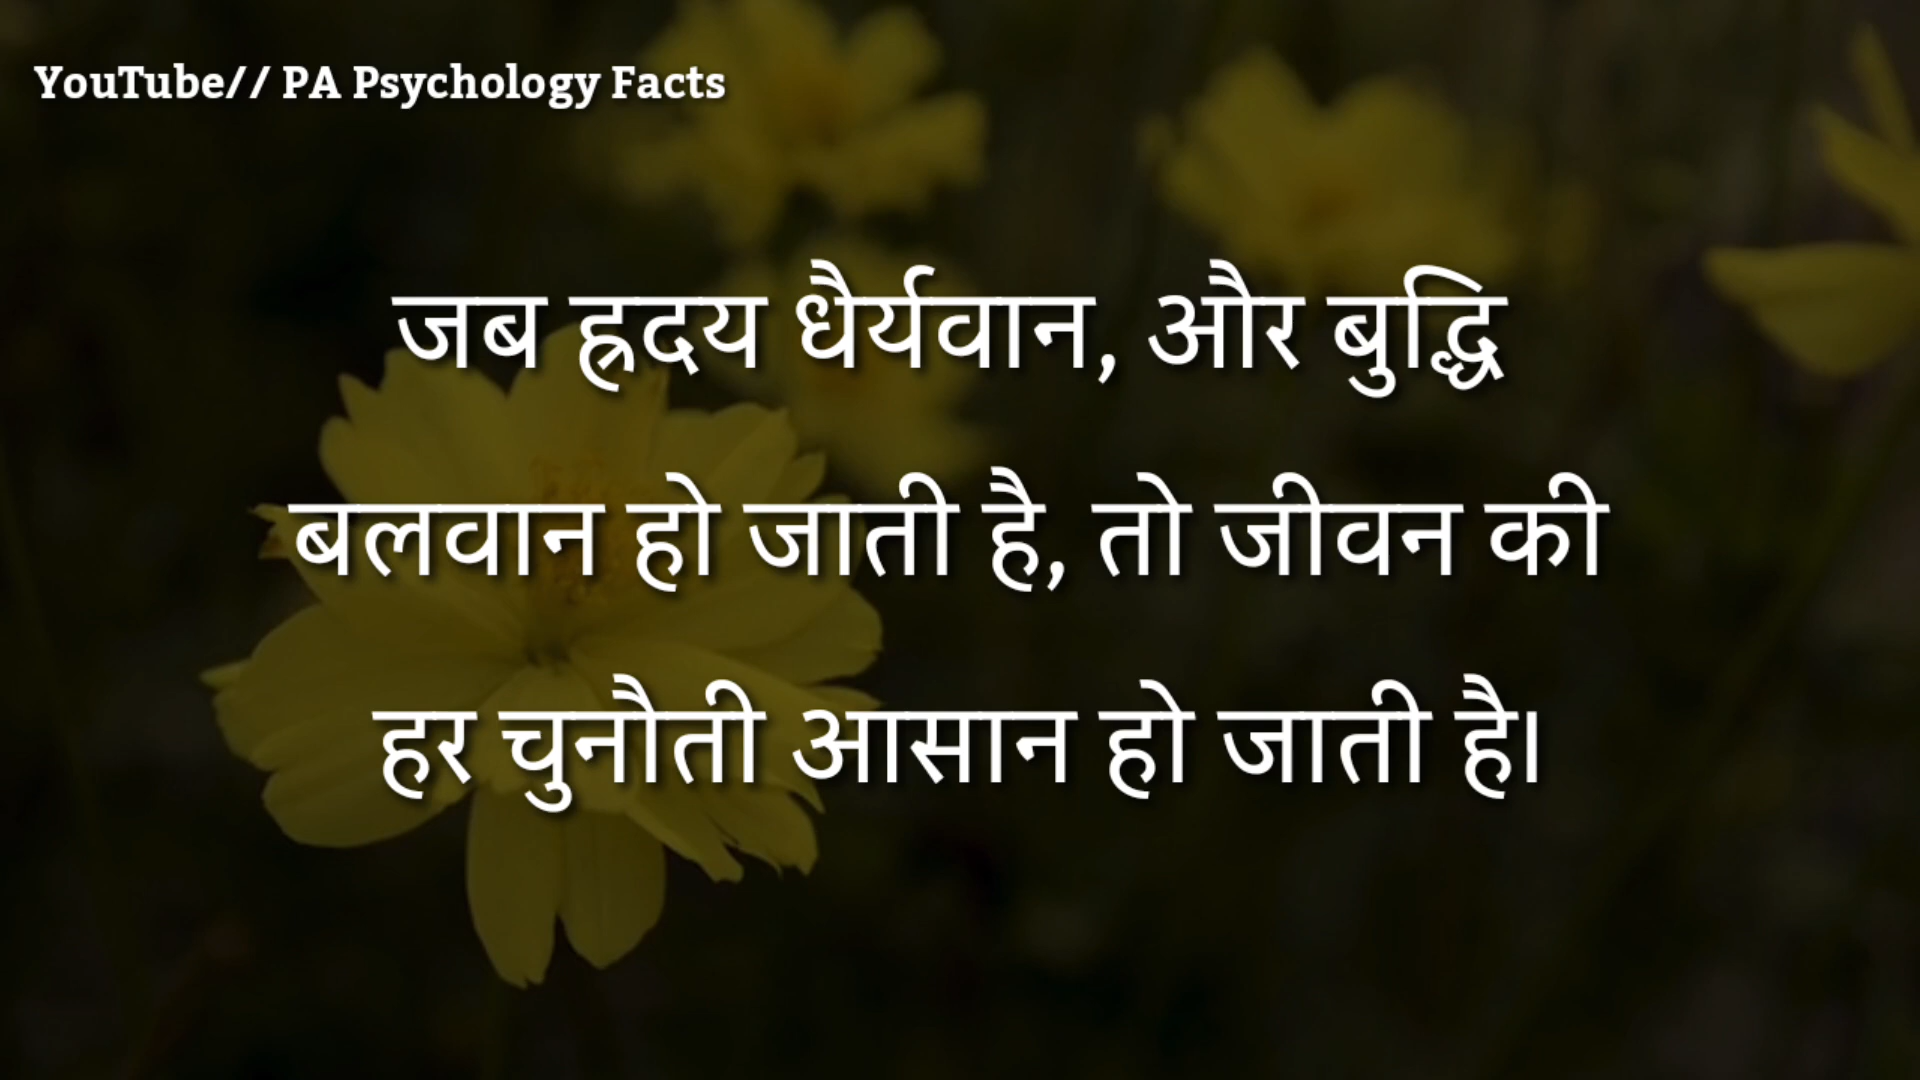 YouTube// PA Psychology Facts
जब ह्रदय धैर्यवान, और बुद्धि
बलवान हो जाती है, तो जीवन की
हर चुनौती आसान हो जाती है।